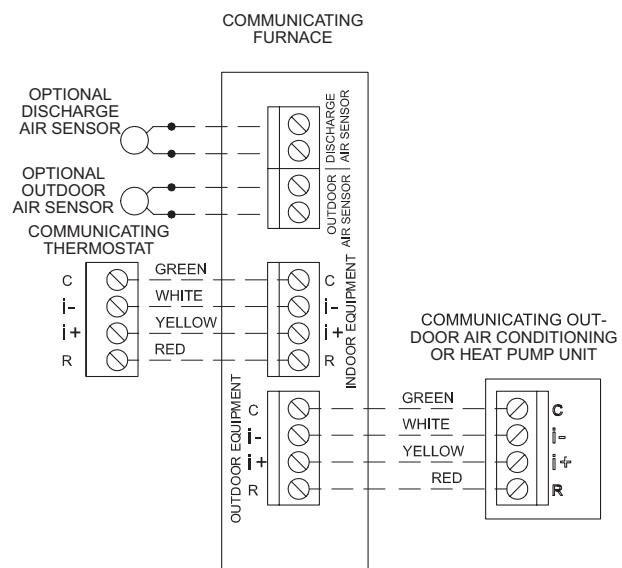 COMMUNICATING
FURNACE
OPTIONAL
DISCHARGE
AIR SENSOR
DISCHARGE
AIR SENSOR
OPTIONAL
OUTDOOR
AIR SENSOR
OUTDOOR
AIR SENSOR
COMMUNICATING
THERMOSTAT
C GREEN C
i- WHITE i-
i+ YELLOW i+
R RED R
INDOOR EQUIPMENT
COMMUNICATING OUT-
DOOR AIR CONDITIONING
OR HEAT PUMP UNIT
OUTDOOR EQUIPMENT
C GREEN C
i- WHITE i-
i+ YELLOW i+
R RED R